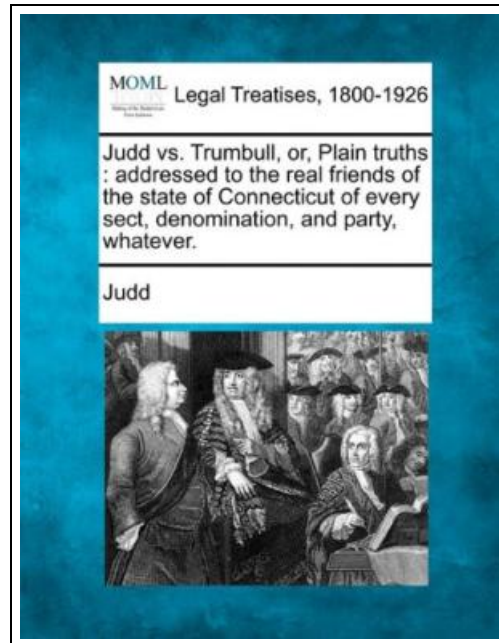 MOML
Legal Treatises, 1800-1926
Judd vs. Trumbull, or, Plain truths
: addressed to the real friends of
the state of Connecticut of every
sect, denomination, and party,
whatever.
Judd